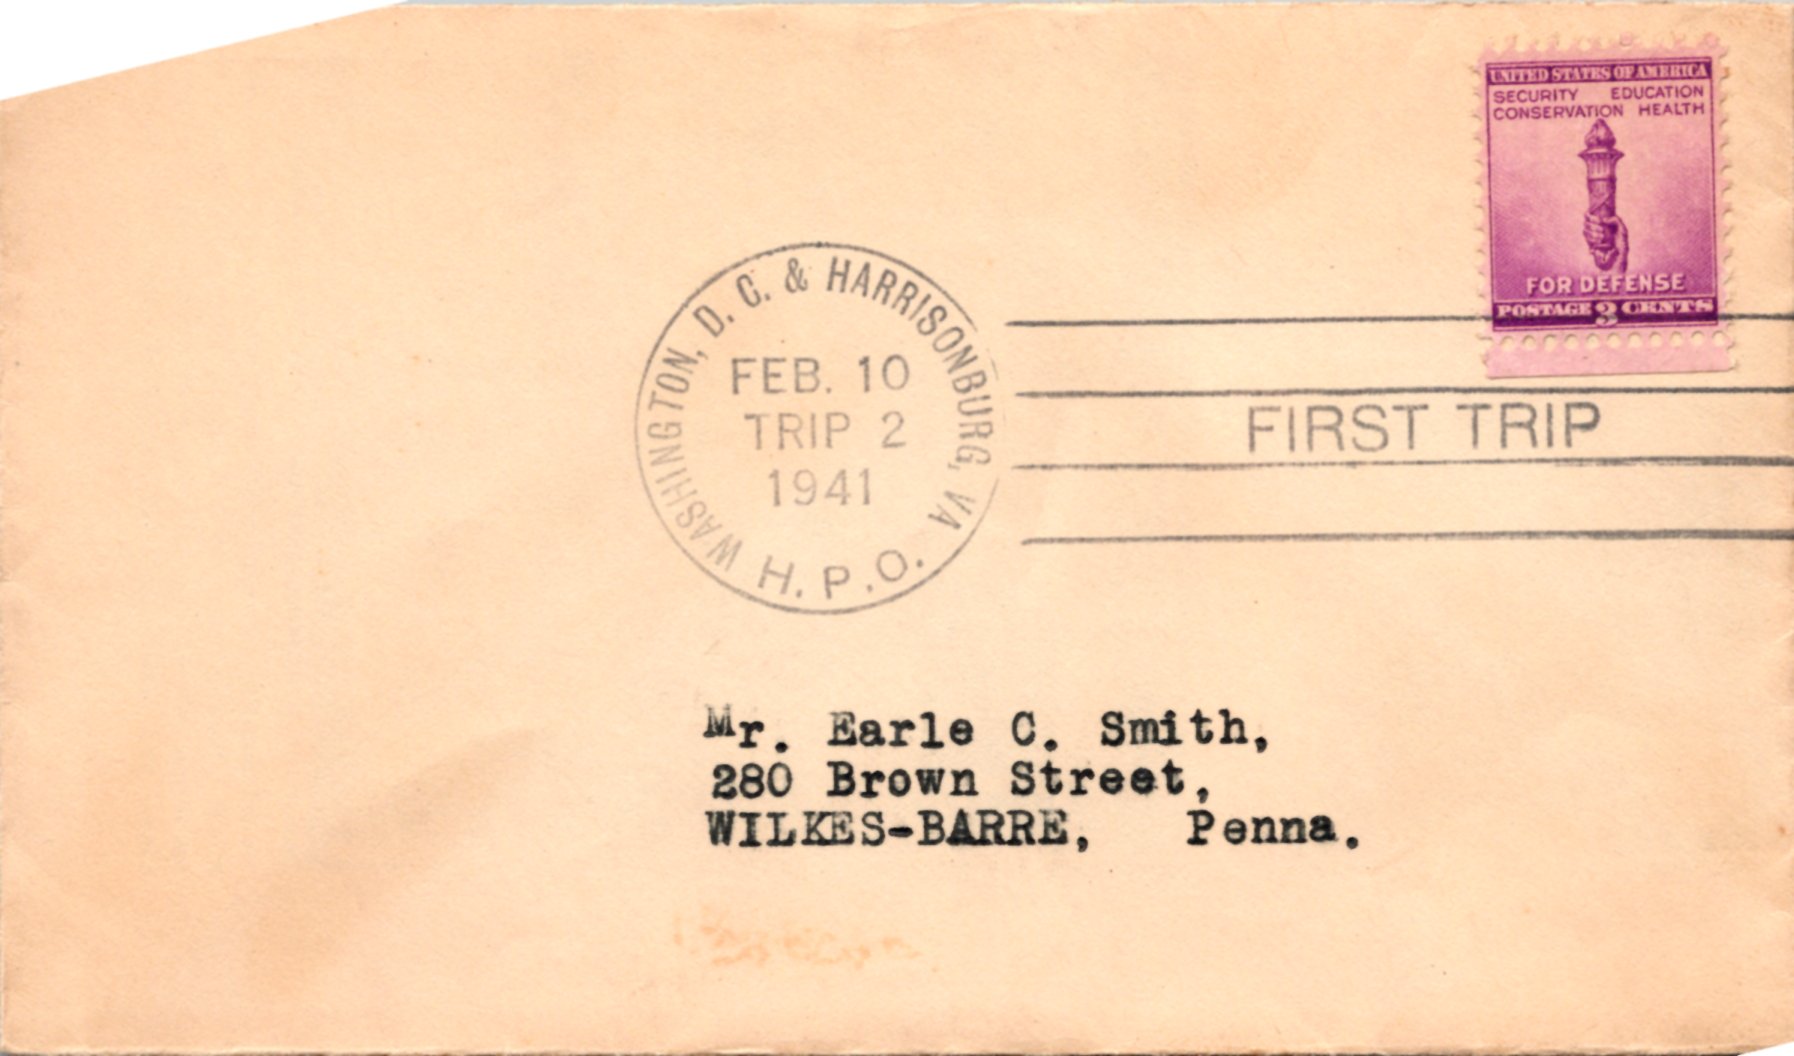 UNITED STATES OF AMERICA
SECURITY EDUCATION
CONSERVATION HEALTH
FOR DEFENSE
POSTAGE 3 CENTS
WASHINGTON, D. C. & HARRISONBURG, VA.
FEB. 10
TRIP 2
1941
H. P. O.
FIRST TRIP
Mr. Earle C. Smith,
280 Brown Street,
WILKES-BARRE, Penna.